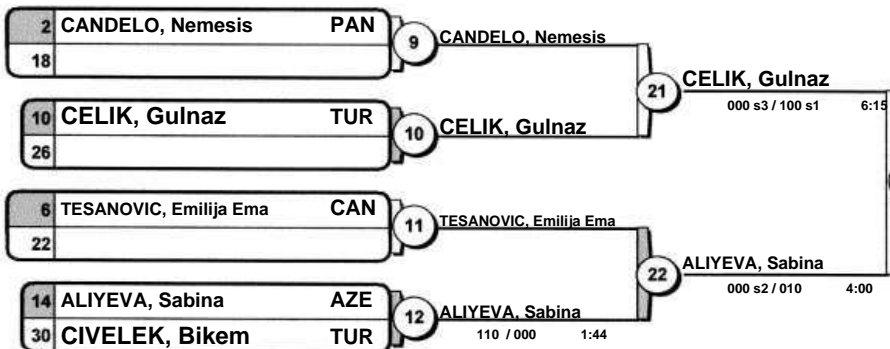 2 CANDELO, Nemesis PAN
18
9 CANDELO, Nemesis
10 CELIK, Gulnaz TUR
26
10 CELIK, Gulnaz
21 CELIK, Gulnaz
000 s3 / 100 s1 6:15
6 TESANOVIC, Emilija Ema CAN
22
11 TESANOVIC, Emilija Ema
14 ALIYEVA, Sabina AZE
30 CIVELEK, Bikem TUR
12 ALIYEVA, Sabina
110 / 000 1:44
22 ALIYEVA, Sabina
000 s2 / 010 4:00